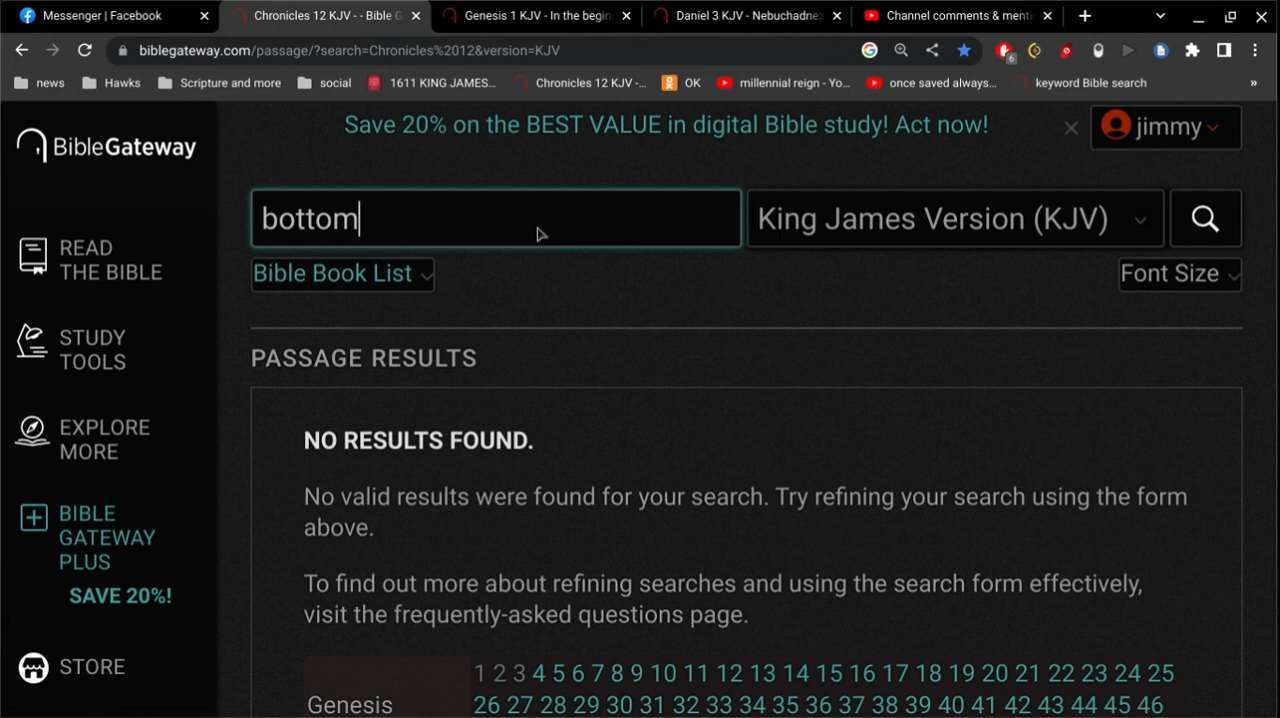 Messenger | Facebook
Chronicles 12 KJV - - Bible G
Genesis 1 KJV - In the begin
Daniel 3 KJV - Nebuchadnez
Channel comments & menti
biblegateway.com/passage/?search=Chronicles%2012&version=KJV
6
news
Hawks
Scripture and more
social
1611 KING JAMES...
Chronicles 12 KJV -...
OK
millennial reign - Yo...
once saved always...
keyword Bible search
»
BibleGateway
Save 20% on the BEST VALUE in digital Bible study! Act now!
jimmy
bottom
King James Version (KJV)
Bible Book List
Font Size
READ
THE BIBLE
STUDY
TOOLS
EXPLORE
MORE
BIBLE
GATEWAY
PLUS
SAVE 20%!
STORE
PASSAGE RESULTS
NO RESULTS FOUND.
No valid results were found for your search. Try refining your search using the form
above.
To find out more about refining searches and using the search form effectively,
visit the frequently-asked questions page.
Genesis
1 2 3 4 5 6 7 8 9 10 11 12 13 14 15 16 17 18 19 20 21 22 23 24 25
26 27 28 29 30 31 32 33 34 35 36 37 38 39 40 41 42 43 44 45 46